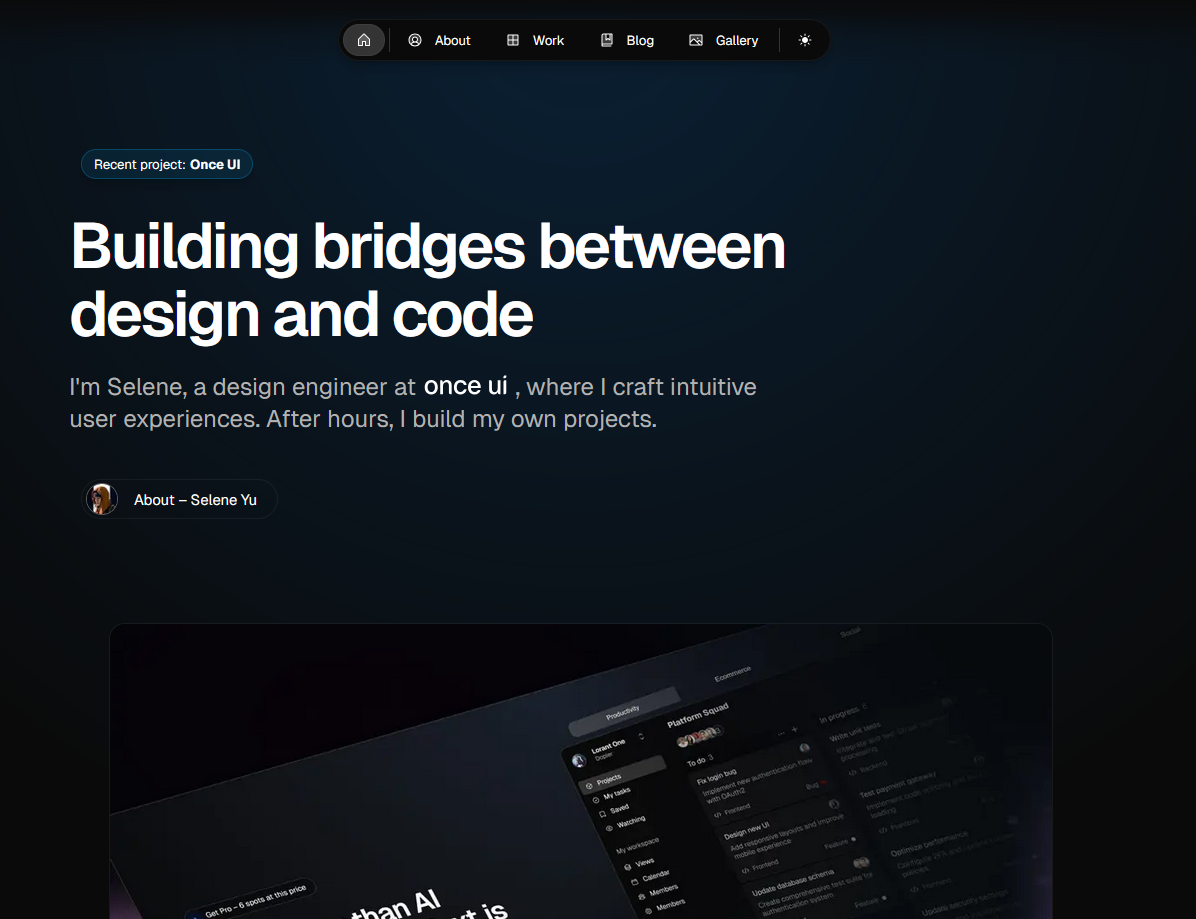 About
Work
Blog
Gallery
Recent project: Once UI
Building bridges between
design and code
I'm Selene, a design engineer at once ui , where I craft intuitive
user experiences. After hours, I build my own projects.
About – Selene Yu
Social
Ecommerce
Productivity
Lorant One
Dopler
Projects
My tasks
Saved
Watching
My workspace
Views
Calendar
Members
Members
Platform Squad
To do 3
Fix login bug
Implement new authentication flow
with OAuth2
Frontend
Bug
Design new UI
Add responsive layouts and improve
mobile experience
Frontend
Feature
Update database schema
Create comprehensive test suite for
authentication system
Feature
In progress 6
Write unit tests
processing
Backend
Test payment gateway
loading
Frontend
Optimize performance
policies
Update security settings
Get Pro – 6 spots at this price
than AI
xt is